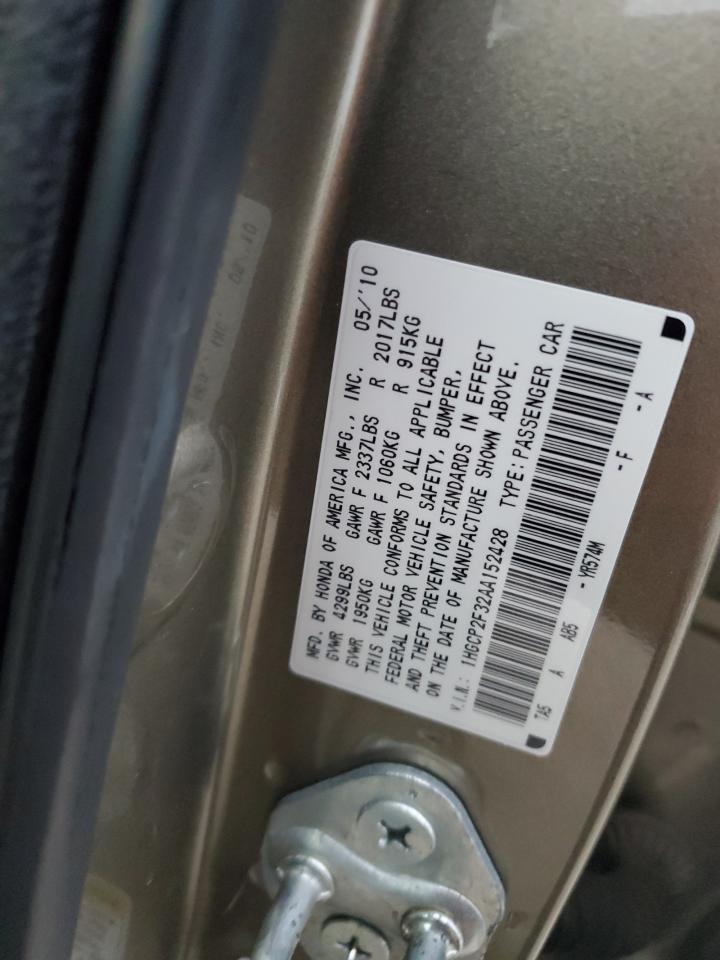 MFD. BY HONDA OF AMERICA MFG., INC. 05/'10
GVWR 4299LBS GAWR F 2337LBS R 2017LBS
GVWR 1950KG GAWR F 1060KG R 915KG
THIS VEHICLE CONFORMS TO ALL APPLICABLE
FEDERAL MOTOR VEHICLE SAFETY, BUMPER,
AND THEFT PREVENTION STANDARDS IN EFFECT
ON THE DATE OF MANUFACTURE SHOWN ABOVE.
V.I.N.: 1HGCP2F32AA152428 TYPE: PASSENGER CAR
TA5 A AB5 - YR574M - F - A